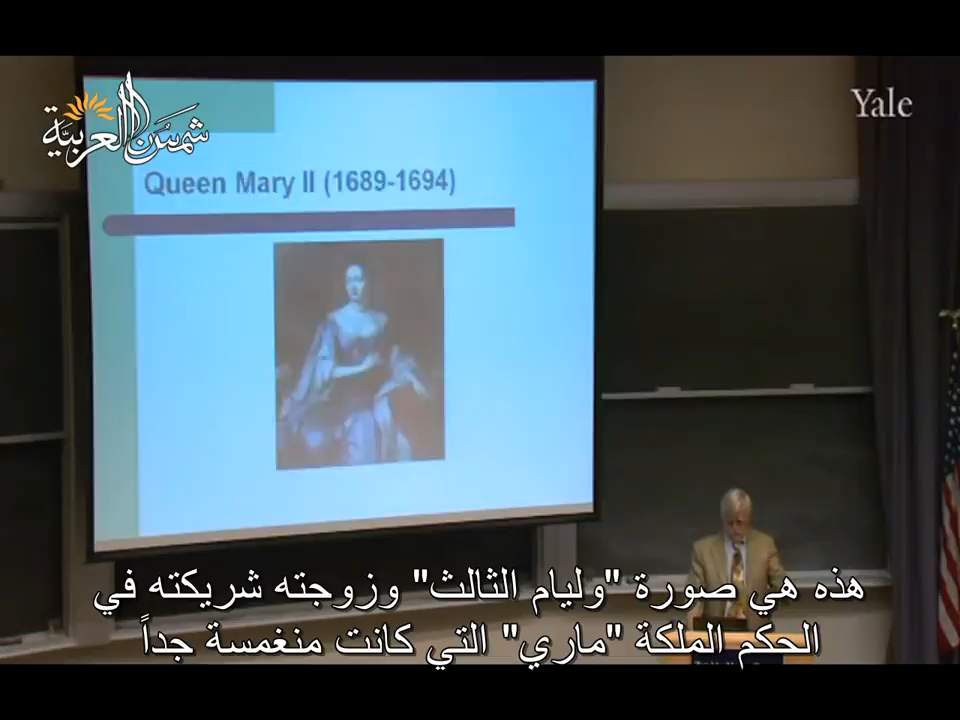 شمس العربية
Yale
Queen Mary II (1689-1694)
هذه هي صورة "وليام الثالث" وزوجته شريكته في
الحكم الملكة "ماري" التي كانت منغمسة جداً